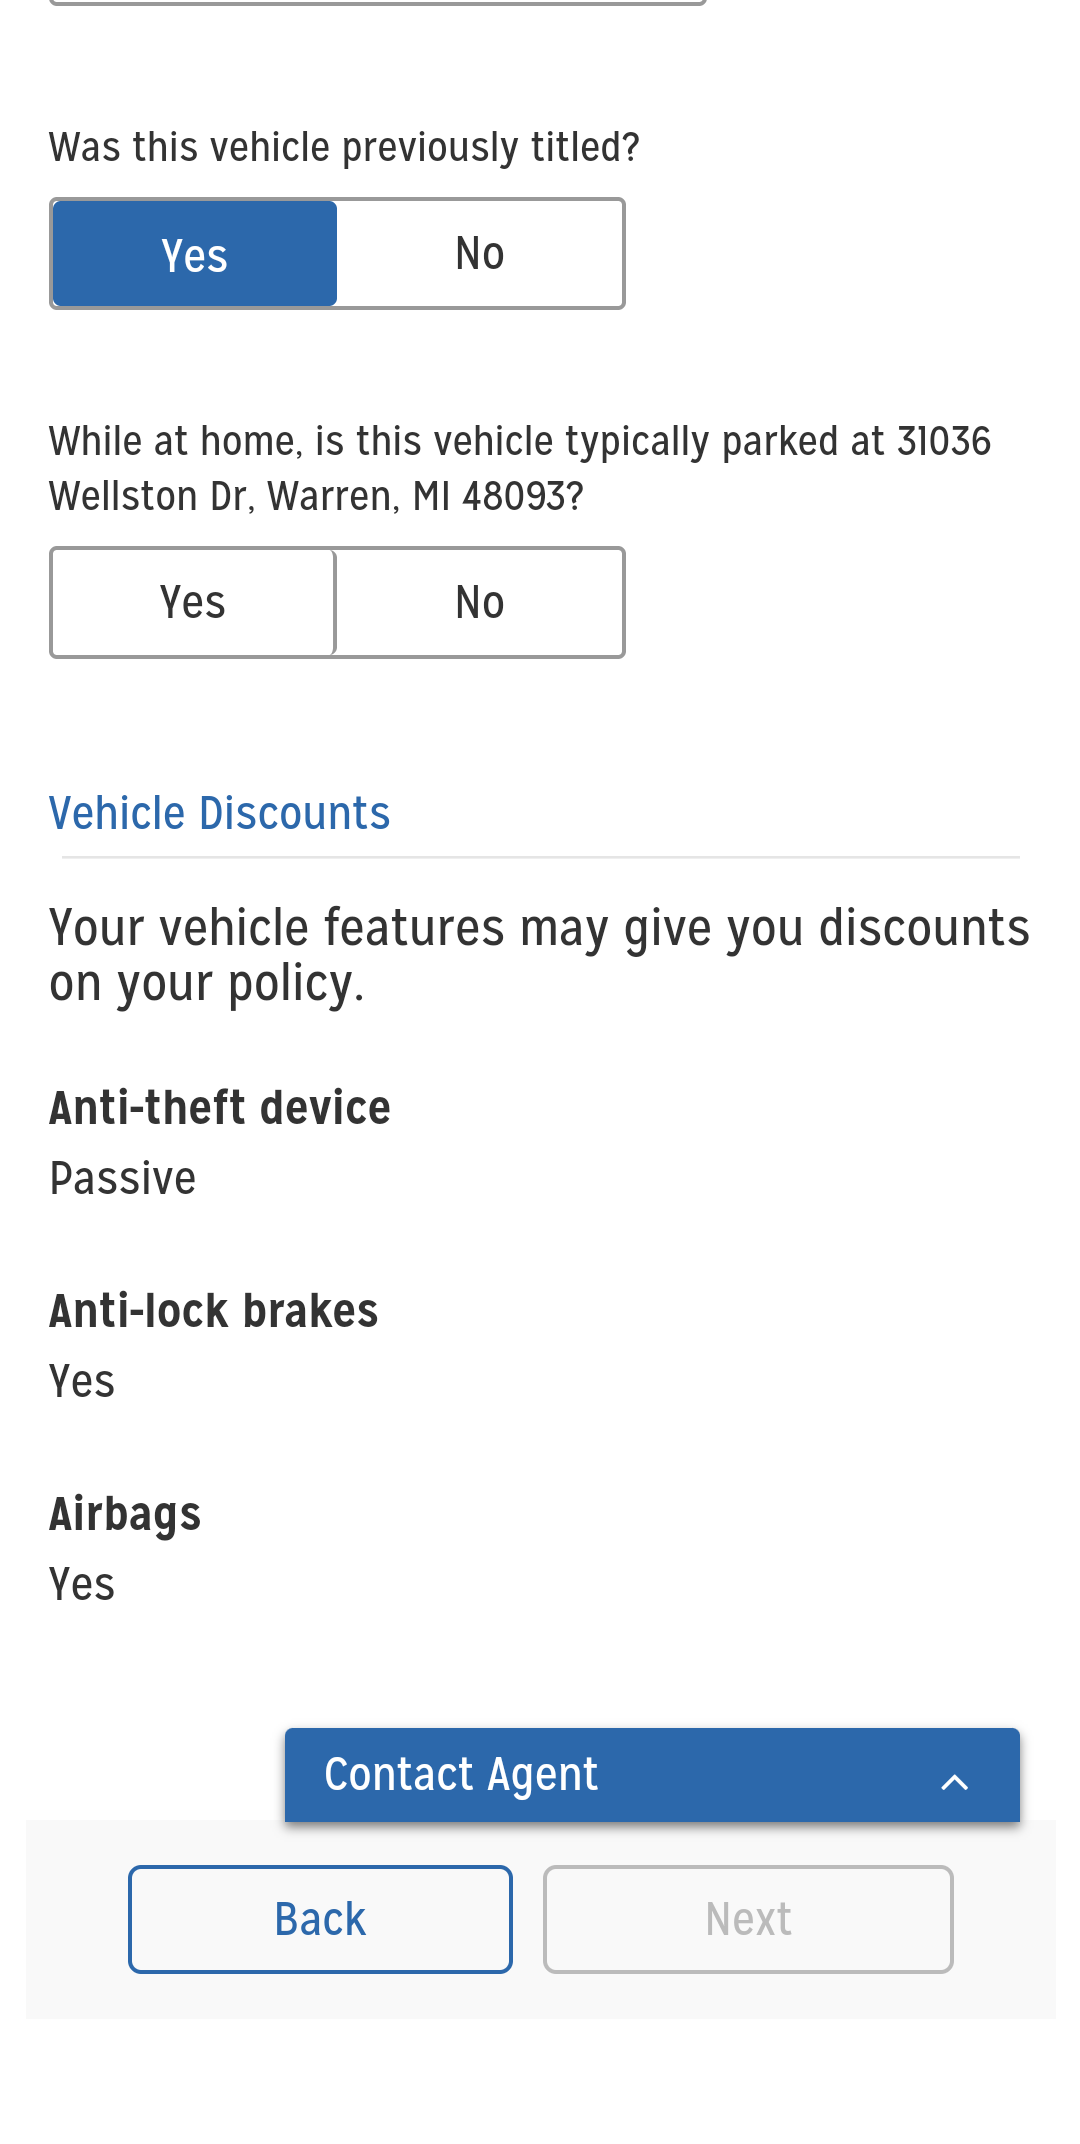 Was this vehicle previously titled?
Yes
No
While at home, is this vehicle typically parked at 31036
Wellston Dr, Warren, MI 48093?
Yes
No
Vehicle Discounts
Your vehicle features may give you discounts
on your policy.
Anti-theft device
Passive
Anti-lock brakes
Yes
Airbags
Yes
Contact Agent
Back
Next